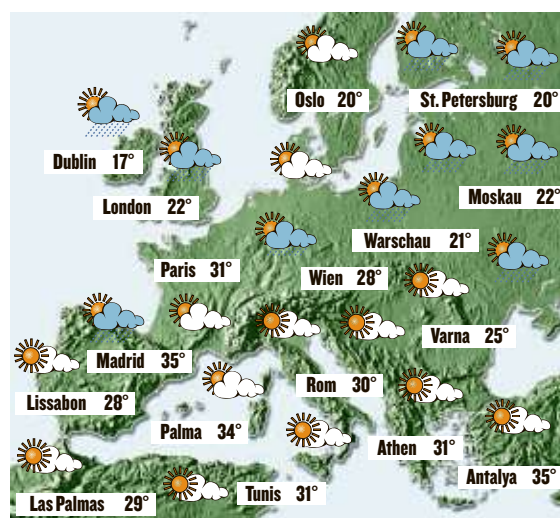 Oslo 20°
St. Petersburg 20°
Dublin 17°
London 22°
Moskau 22°
Warschau 21°
Paris 31°
Wien 28°
Varna 25°
Madrid 35°
Rom 30°
Lissabon 28°
Palma 34°
Athen 31°
Antalya 35°
Las Palmas 29°
Tunis 31°